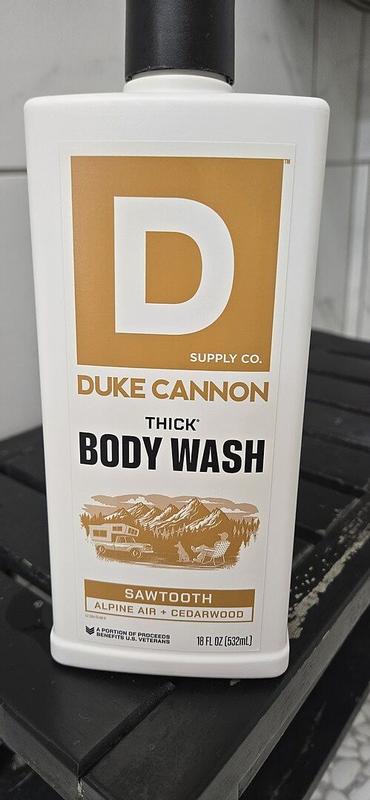 D
™
SUPPLY CO.
DUKE CANNON
THICK*
BODY WASH
SAWTOOTH
ALPINE AIR + CEDARWOOD
A PORTION OF PROCEEDS
BENEFITS U.S. VETERANS
18 FL OZ (532mL)